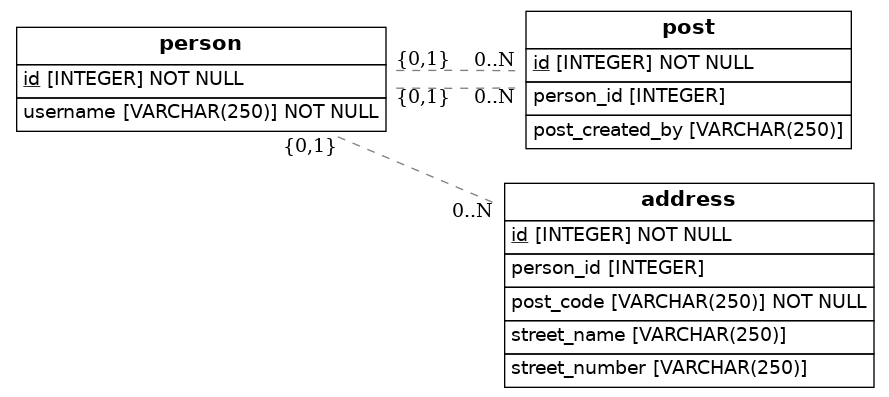 person
id [INTEGER] NOT NULL
username [VARCHAR(250)] NOT NULL
{0,1} 0..N
{0,1} 0..N
post
id [INTEGER] NOT NULL
person_id [INTEGER]
post_created_by [VARCHAR(250)]
{0,1}
0..N
address
id [INTEGER] NOT NULL
person_id [INTEGER]
post_code [VARCHAR(250)] NOT NULL
street_name [VARCHAR(250)]
street_number [VARCHAR(250)]